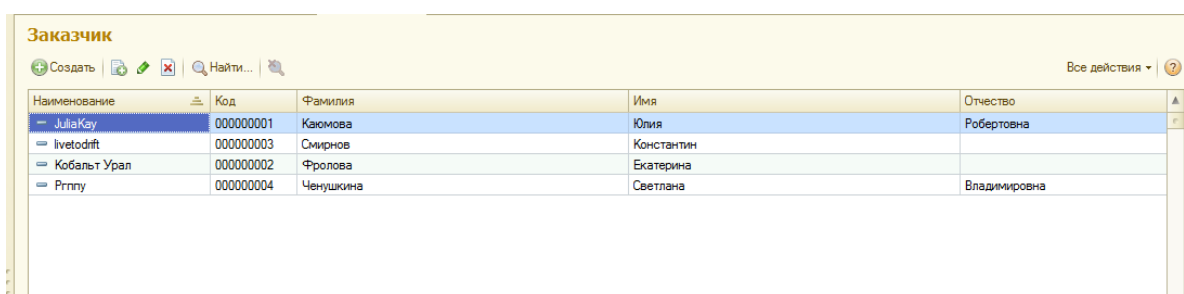 Заказчик
Создать Найти... Все действия
Наименование Код Фамилия Имя Отчество
JuliaKay 000000001 Каюмова Юлия Робертовна
livetodrift 000000003 Смирнов Константин
Кобальт Урал 000000002 Фролова Екатерина
Prnny 000000004 Ченушкина Светлана Владимировна